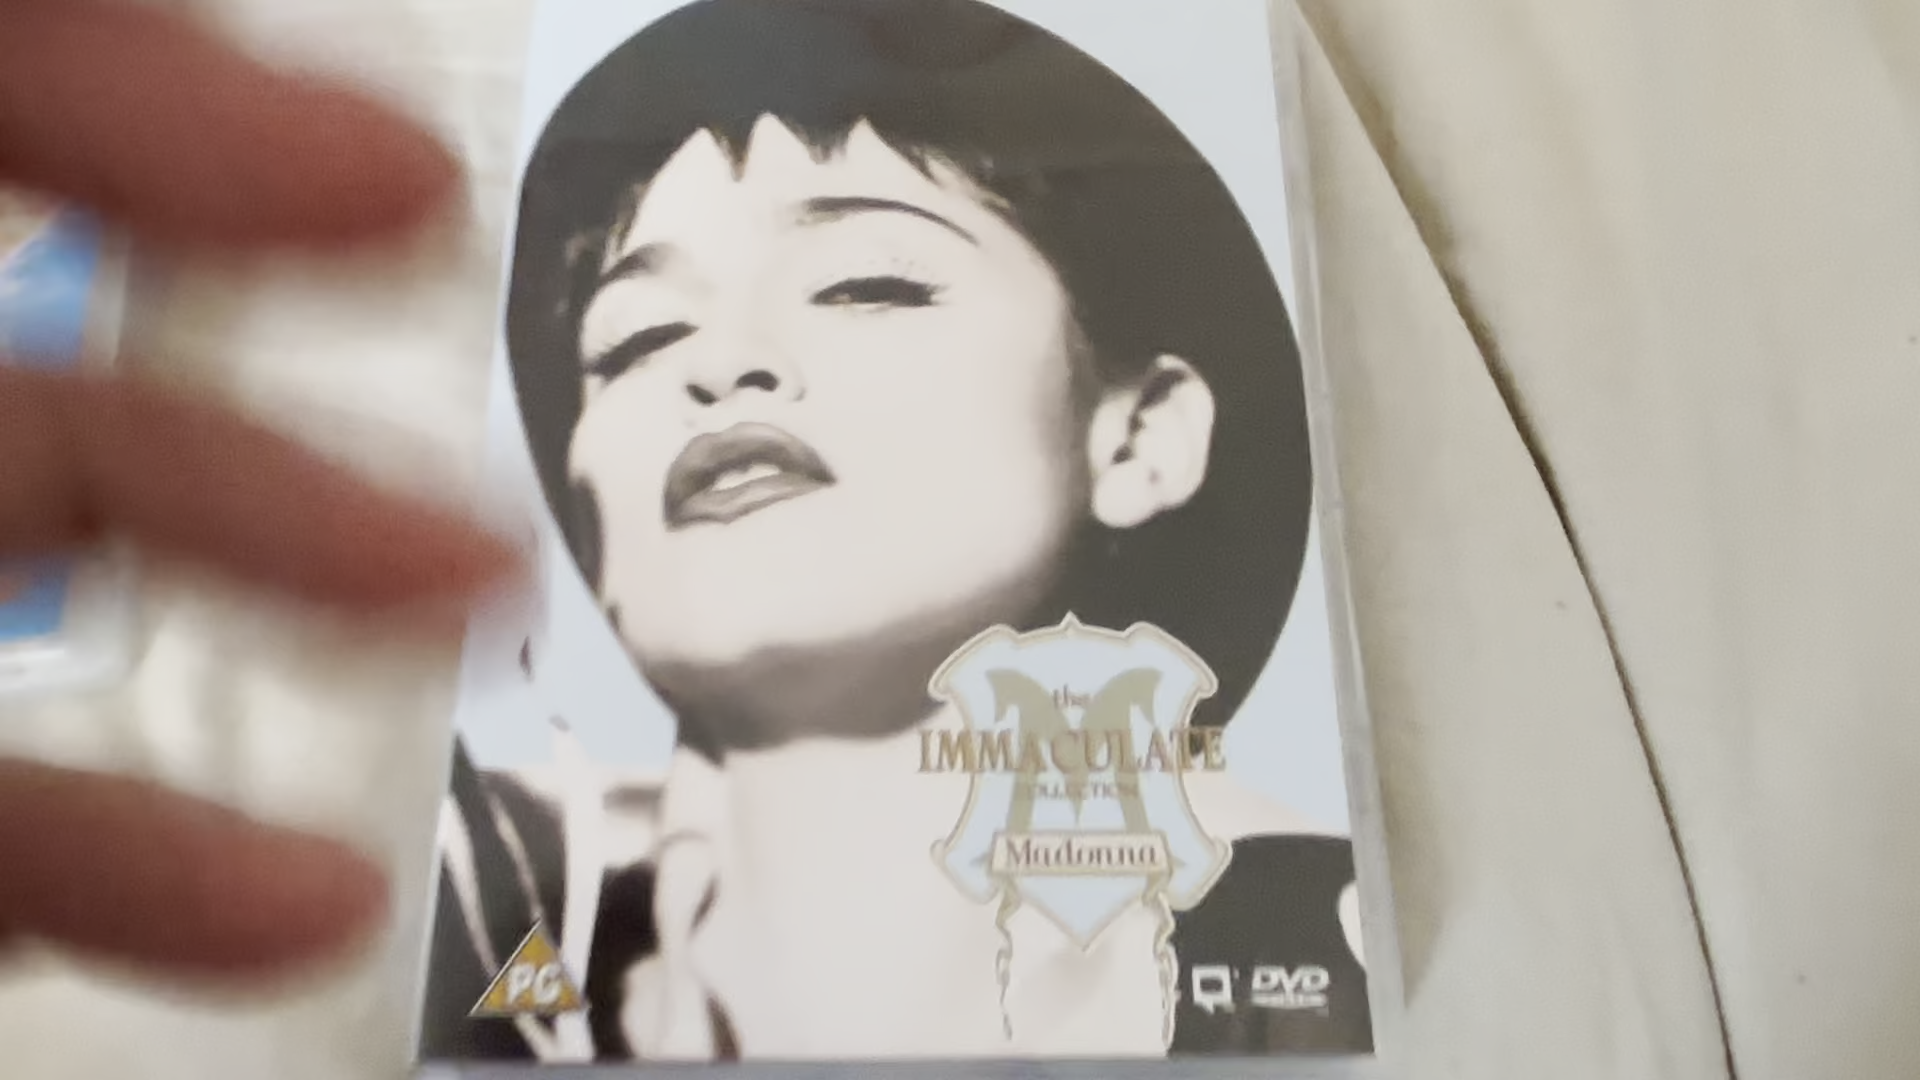 the
IMMACULATE
COLLECTION
Madonna
PG
DVD